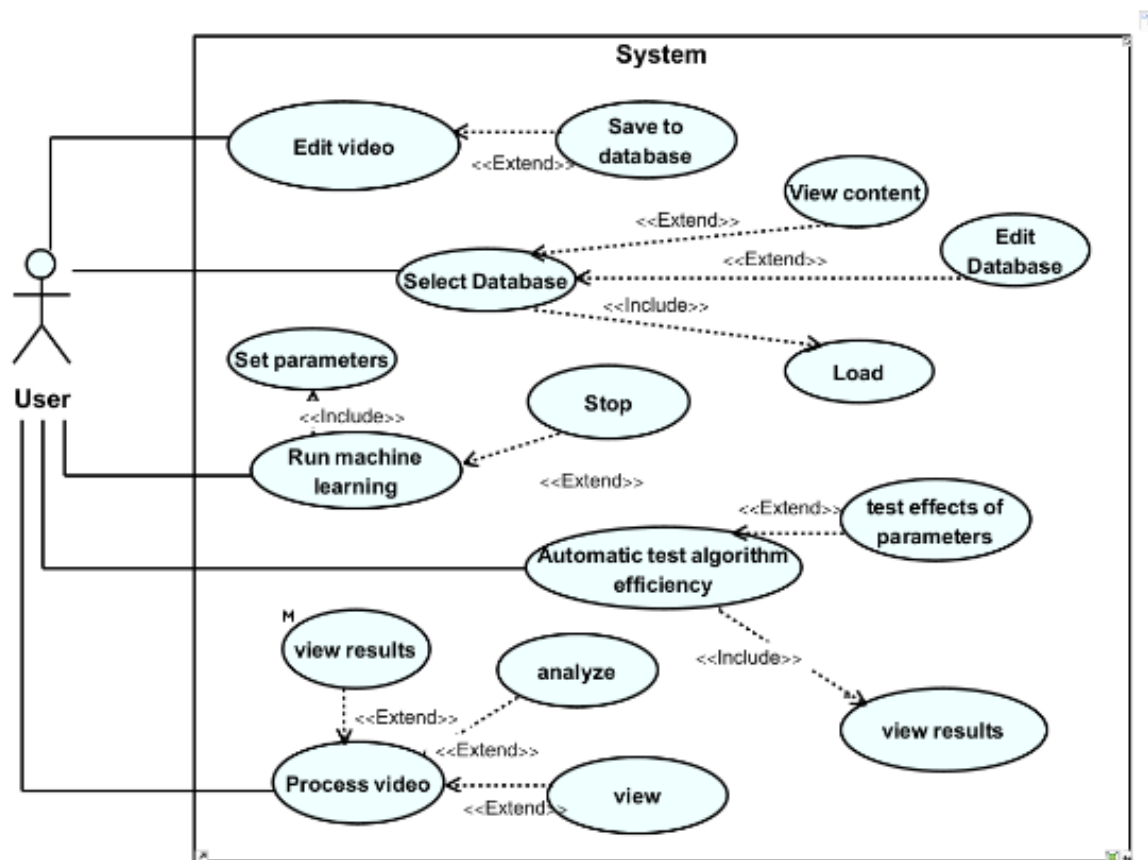 System
Edit video
Save to
database
<<Extend>>
View content
<<Extend>>
Edit
Database
<<Extend>>
Select Database
<<Include>>
Load
Set parameters
<<Include>>
Stop
User
Run machine
learning
<<Extend>>
test effects of
parameters
<<Extend>>
Automatic test algorithm
efficiency
M
view results
analyze
<<Include>>
<<Extend>>
view results
<<Extend>>
Process video
view
<<Extend>>